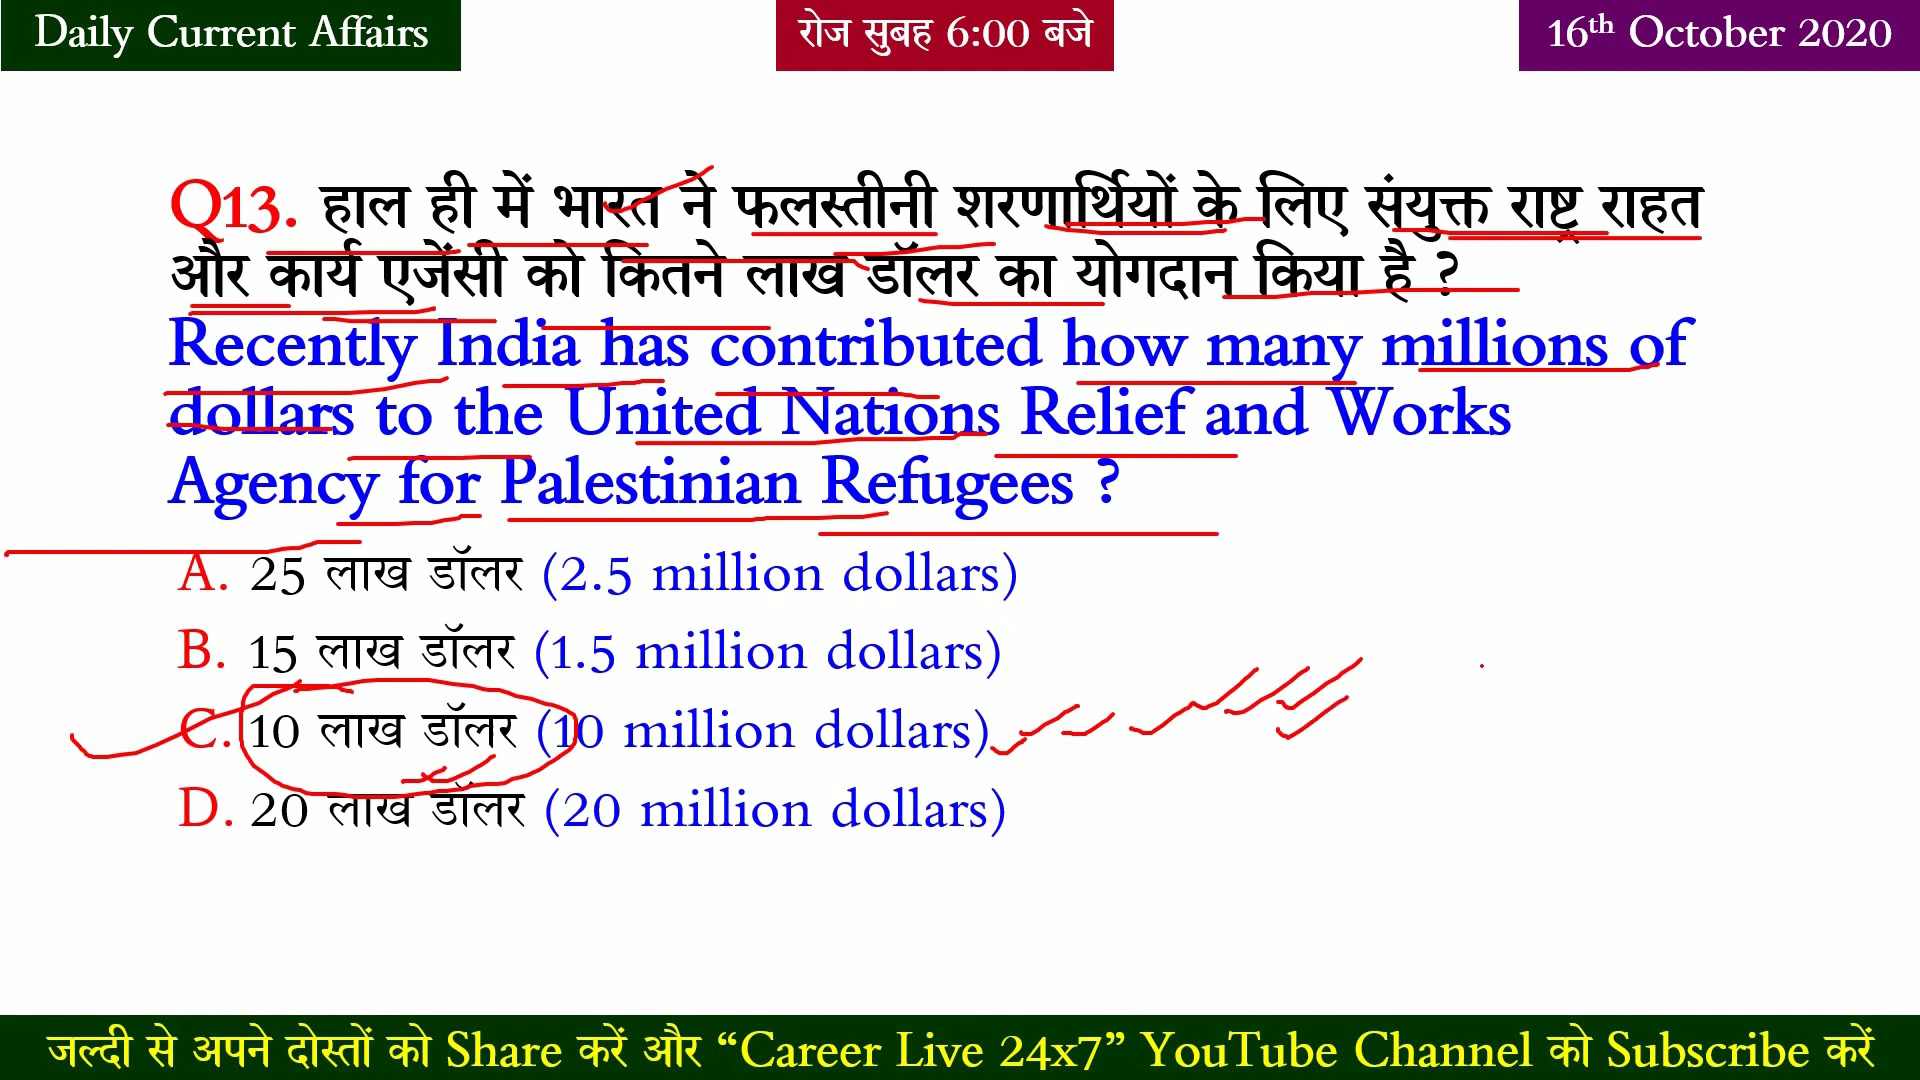 Daily Current Affairs
रोज सुबह 6:00 बजे
16th October 2020
Q13. हाल ही में भारत ने फलस्तीनी शरणार्थियों के लिए संयुक्त राष्ट्र राहत
और कार्य एजेंसी को कितने लाख डॉलर का योगदान किया है ?
Recently India has contributed how many millions of
dollars to the United Nations Relief and Works
Agency for Palestinian Refugees ?
A. 25 लाख डॉलर (2.5 million dollars)
B. 15 लाख डॉलर (1.5 million dollars)
C. 10 लाख डॉलर (10 million dollars)
D. 20 लाख डॉलर (20 million dollars)
जल्दी से अपने दोस्तों को Share करें और “Career Live 24x7” YouTube Channel को Subscribe करें